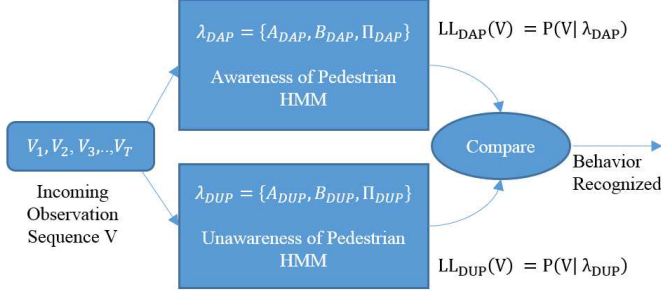 λ_DAP = {A_DAP, B_DAP, Π_DAP}
Awareness of Pedestrian
HMM
LL_DAP(V) = P(V| λ_DAP)
V_1, V_2, V_3,..,V_T
Incoming
Observation
Sequence V
Compare
Behavior
Recognized
λ_DUP = {A_DUP, B_DUP, Π_DUP}
Unawareness of Pedestrian
HMM
LL_DUP(V) = P(V| λ_DUP)